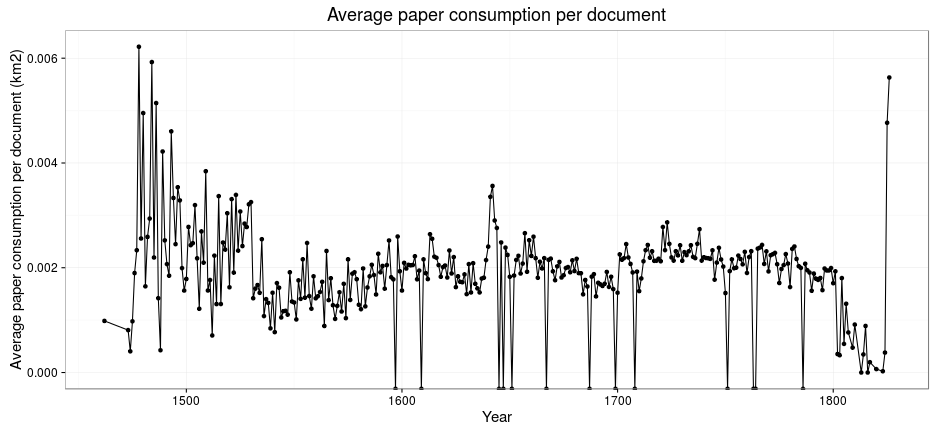 Average paper consumption per document
Average paper consumption per document (km2)
0.006
0.004
0.002
0.000
1500
1600
1700
1800
Year